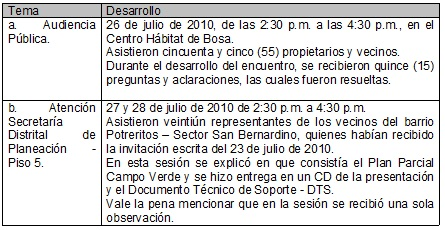 Tema Desarrollo
a. Audiencia Pública.
26 de julio de 2010, de las 2:30 p.m. a las 4:30 p.m., en el
Centro Hábitat de Bosa.
Asistieron cincuenta y cinco (55) propietarios y vecinos.
Durante el desarrollo del encuentro, se recibieron quince (15)
preguntas y aclaraciones, las cuales fueron resueltas.
b. Atención
Secretaría
Distrital de
Planeación -
Piso 5.
27 y 28 de julio de 2010 de 2:30 p.m. a 4:30 p.m.
Asistieron veintiún representantes de los vecinos del barrio
Potreritos – Sector San Bernardino, quienes habían recibido
la invitación escrita del 23 de julio de 2010.
En esta sesión se explicó en que consistía el Plan Parcial
Campo Verde y se hizo entrega en un CD de la presentación
y el Documento Técnico de Soporte - DTS.
Vale la pena mencionar que en la sesión se recibió una sola
observación.